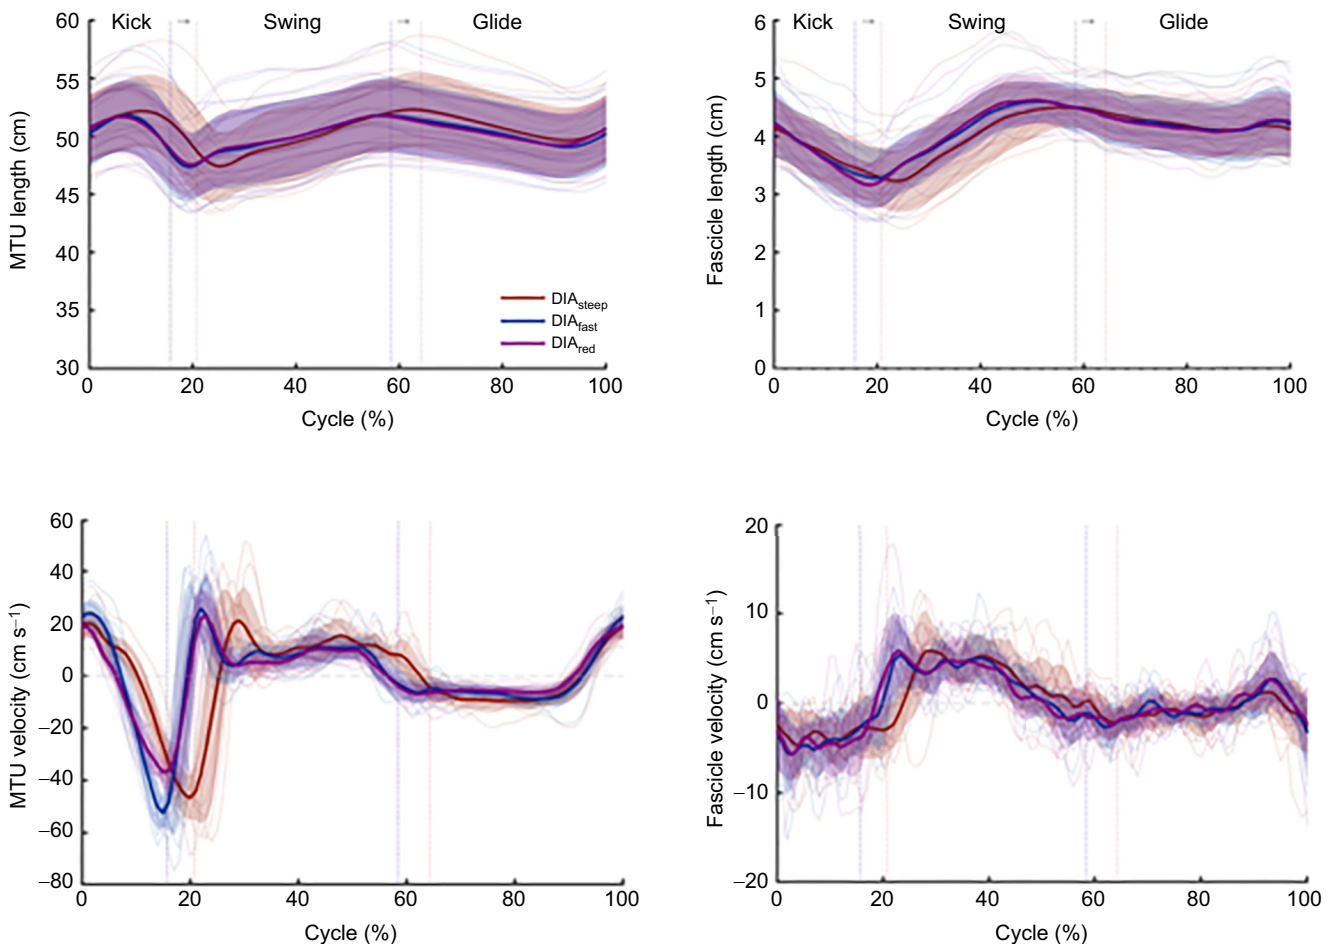 Kick → Swing → Glide
60
55
50
45
40
35
30
MTU length (cm)
DIAsteep
DIAfast
DIAred
0 20 40 60 80 100
Cycle (%)
Kick → Swing → Glide
6
5
4
3
2
1
0
Fascicle length (cm)
0 20 40 60 80 100
Cycle (%)
60
40
20
0
–20
–40
–60
–80
MTU velocity (cm s–1)
0 20 40 60 80 100
Cycle (%)
20
10
0
–10
–20
Fascicle velocity (cm s–1)
0 20 40 60 80 100
Cycle (%)